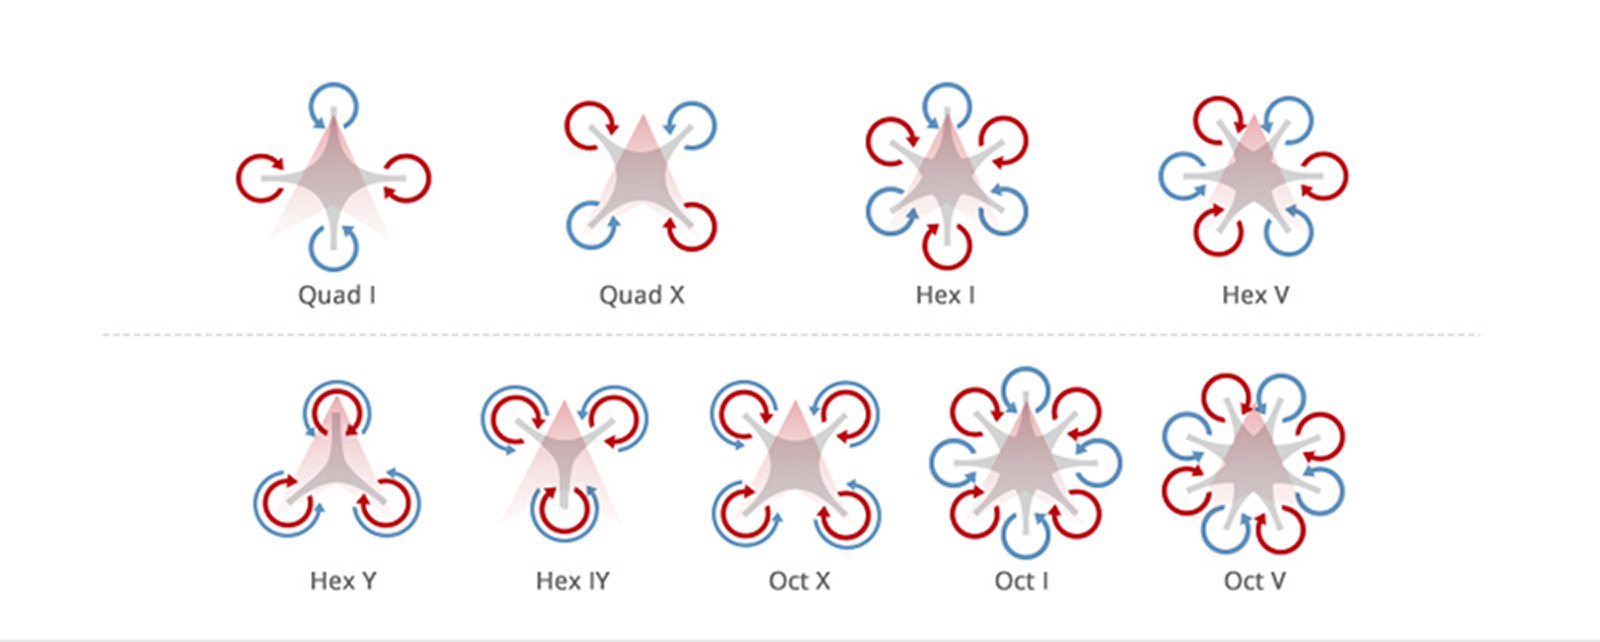 Quad I
Quad X
Hex I
Hex V
Hex Y
Hex IY
Oct X
Oct I
Oct V